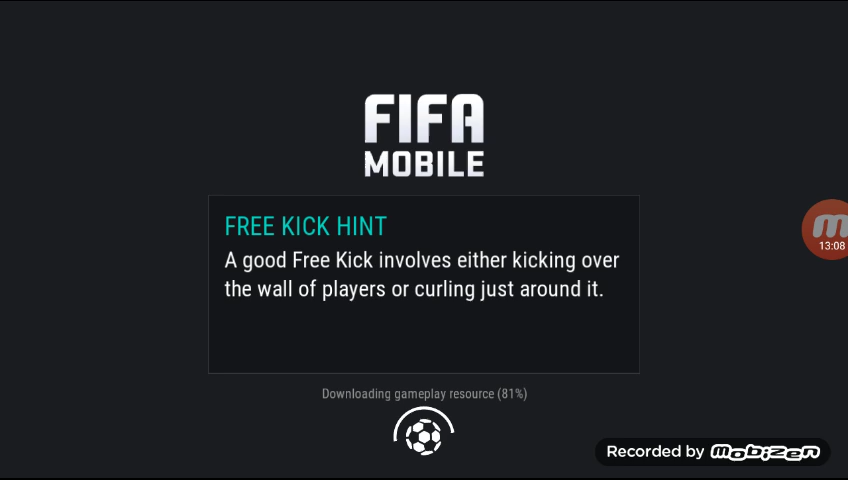 FIFA
MOBILE
FREE KICK HINT
A good Free Kick involves either kicking over
the wall of players or curling just around it.
13:08
Downloading gameplay resource (81%)
Recorded by mobizen